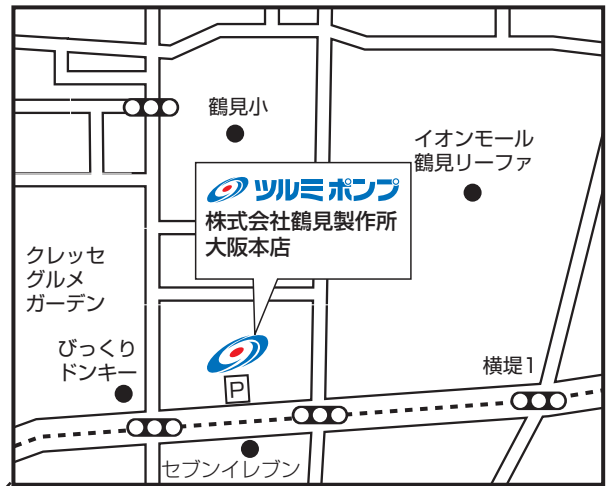 鶴見小
イオンモール
鶴見リーファ
ツルミポンプ
株式会社鶴見製作所
大阪本店
クレッセ
グルメ
ガーデン
びっくり
ドンキー
P
横堤1
セブンイレブン